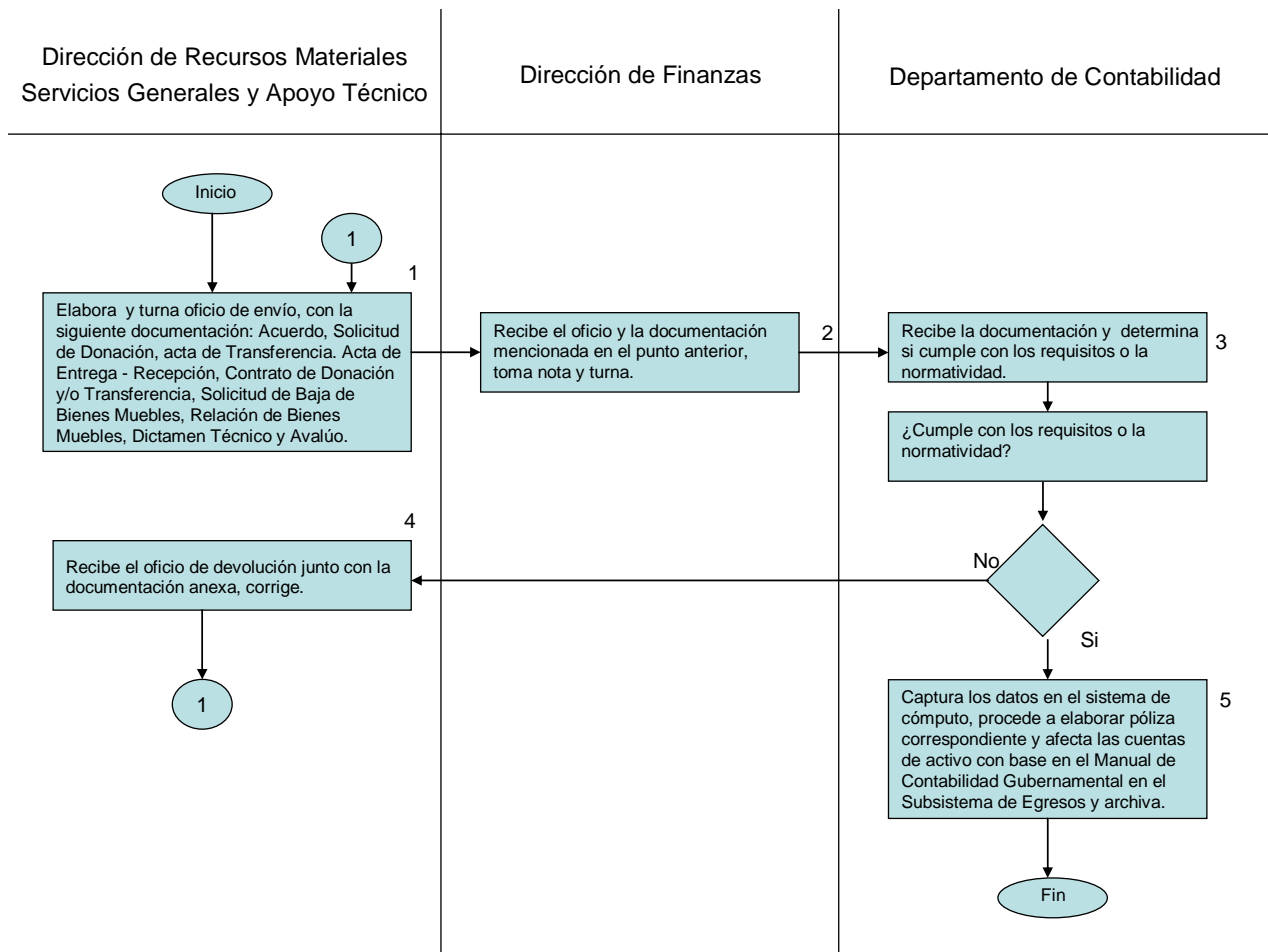 Dirección de Recursos Materiales
Servicios Generales y Apoyo Técnico
Dirección de Finanzas
Departamento de Contabilidad
Inicio
1
1
Elabora y turna oficio de envío, con la
siguiente documentación: Acuerdo, Solicitud
de Donación, acta de Transferencia. Acta de
Entrega - Recepción, Contrato de Donación
y/o Transferencia, Solicitud de Baja de
Bienes Muebles, Relación de Bienes
Muebles, Dictamen Técnico y Avalúo.
2
Recibe el oficio y la documentación
mencionada en el punto anterior,
toma nota y turna.
3
Recibe la documentación y determina
si cumple con los requisitos o la
normatividad.
¿Cumple con los requisitos o la
normatividad?
No
Si
4
Recibe el oficio de devolución junto con la
documentación anexa, corrige.
1
5
Captura los datos en el sistema de
cómputo, procede a elaborar póliza
correspondiente y afecta las cuentas
de activo con base en el Manual de
Contabilidad Gubernamental en el
Subsistema de Egresos y archiva.
Fin